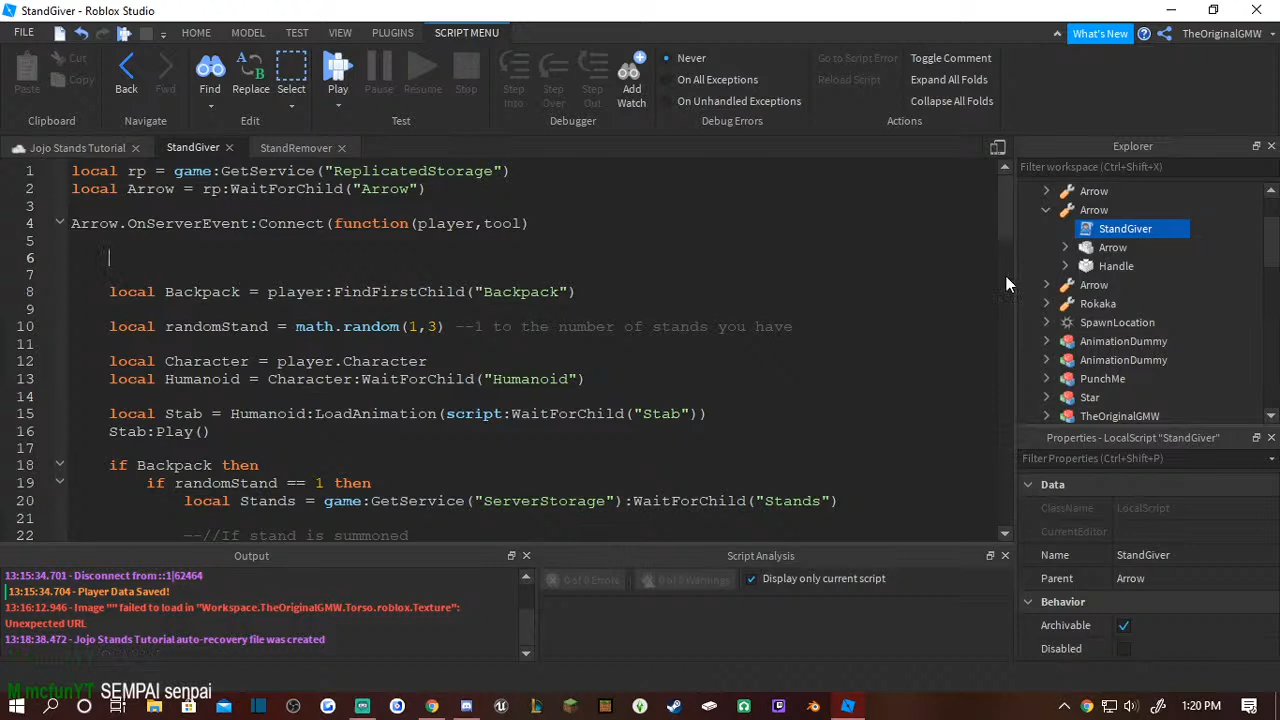 StandGiver - Roblox Studio
FILE HOME MODEL TEST VIEW PLUGINS SCRIPT MENU What's New TheOriginalGMW
Paste Cut Copy Back Fwd Find Replace Select Play Pause Resume Stop Step Into Step Over Step Out Add Watch
Never
On All Exceptions
On Unhandled Exceptions
Go to Script Error Toggle Comment
Reload Script Expand All Folds
Collapse All Folds
Clipboard Navigate Edit Test Debugger Debug Errors Actions
Jojo Stands Tutorial StandGiver StandRemover
1 local rp = game:GetService("ReplicatedStorage")
2 local Arrow = rp:WaitForChild("Arrow")
3
4 Arrow.OnServerEvent:Connect(function(player,tool)
5
6
7
8 local Backpack = player:FindFirstChild("Backpack")
9
10 local randomStand = math.random(1,3) --1 to the number of stands you have
11
12 local Character = player.Character
13 local Humanoid = Character:WaitForChild("Humanoid")
14
15 local Stab = Humanoid:LoadAnimation(script:WaitForChild("Stab"))
16 Stab:Play()
17
18 if Backpack then
19 if randomStand == 1 then
20 local Stands = game:GetService("ServerStorage"):WaitForChild("Stands")
21
22 --//If stand is summoned
Explorer
Filter workspace (Ctrl+Shift+X)
Arrow
Arrow
StandGiver
Arrow
Handle
Arrow
Rokaka
SpawnLocation
AnimationDummy
AnimationDummy
PunchMe
Star
TheOriginalGMW
Properties - LocalScript "StandGiver"
Filter Properties (Ctrl+Shift+P)
Data
ClassName LocalScript
CurrentEditor
Name StandGiver
Parent Arrow
Behavior
Archivable
Disabled
Output
13:15:34.701 - Disconnect from ::1|62464
13:15:34.704 - Player Data Saved!
13:16:12.946 - Image "" failed to load in "Workspace.TheOriginalGMW.Torso.roblox.Texture":
Unexpected URL
13:18:38.472 - Jojo Stands Tutorial auto-recovery file was created
Script Analysis
0 of 0 Errors 0 of 0 Warnings Display only current script
M mcfunYT SEMPAI senpai
1:20 PM